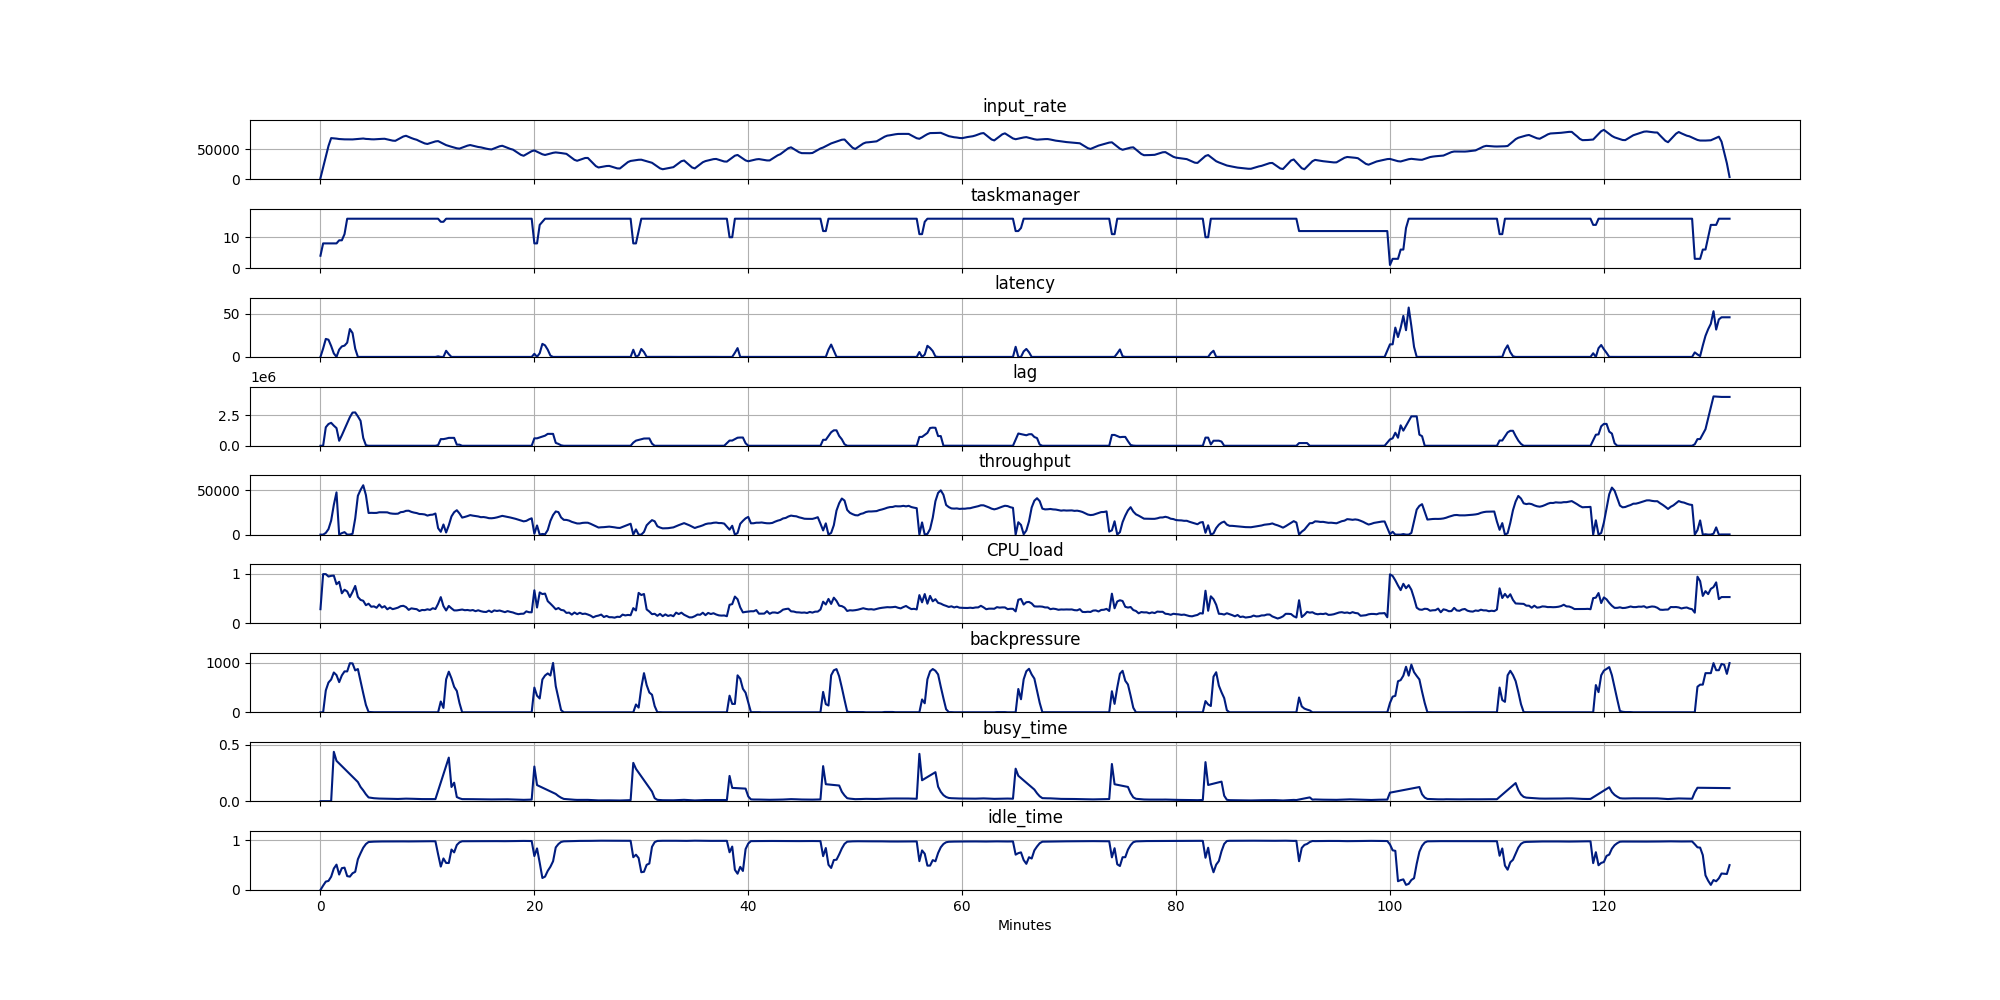 input_rate
50000
0
taskmanager
10
0
latency
50
0
1e6
lag
2.5
0.0
throughput
50000
0
CPU_load
1
0
backpressure
1000
0
busy_time
0.5
0.0
idle_time
1
0
0 20 40 60 80 100 120
Minutes